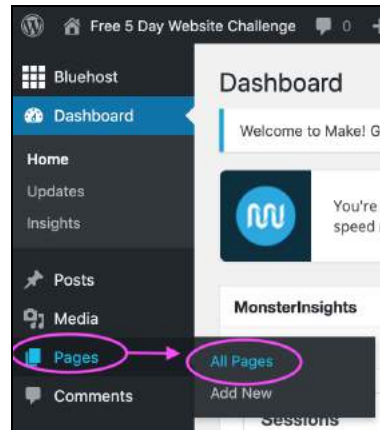 Free 5 Day Website Challenge 0
Bluehost
Dashboard
Home
Updates
Insights
Posts
Media
Pages
Comments
All Pages
Add New
Dashboard
Welcome to Make! G
You're
speed
MonsterInsights
Sessions